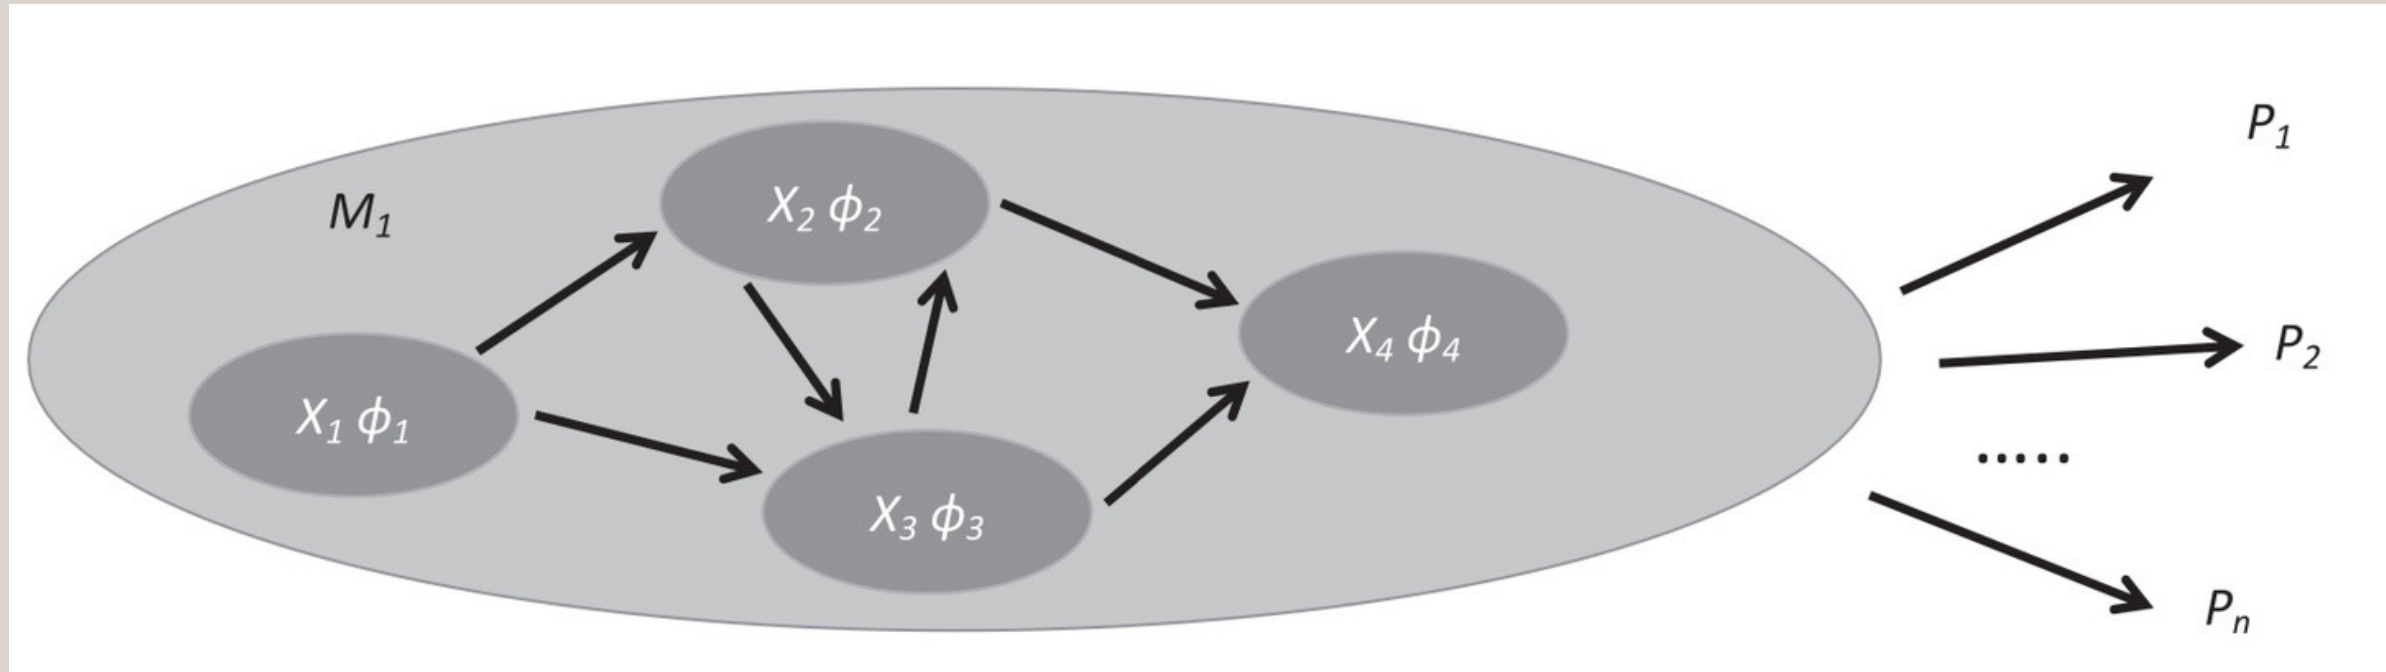 M₁
X₁ ϕ₁
X₂ ϕ₂
X₃ ϕ₃
X₄ ϕ₄
P₁
P₂
.....
Pₙ